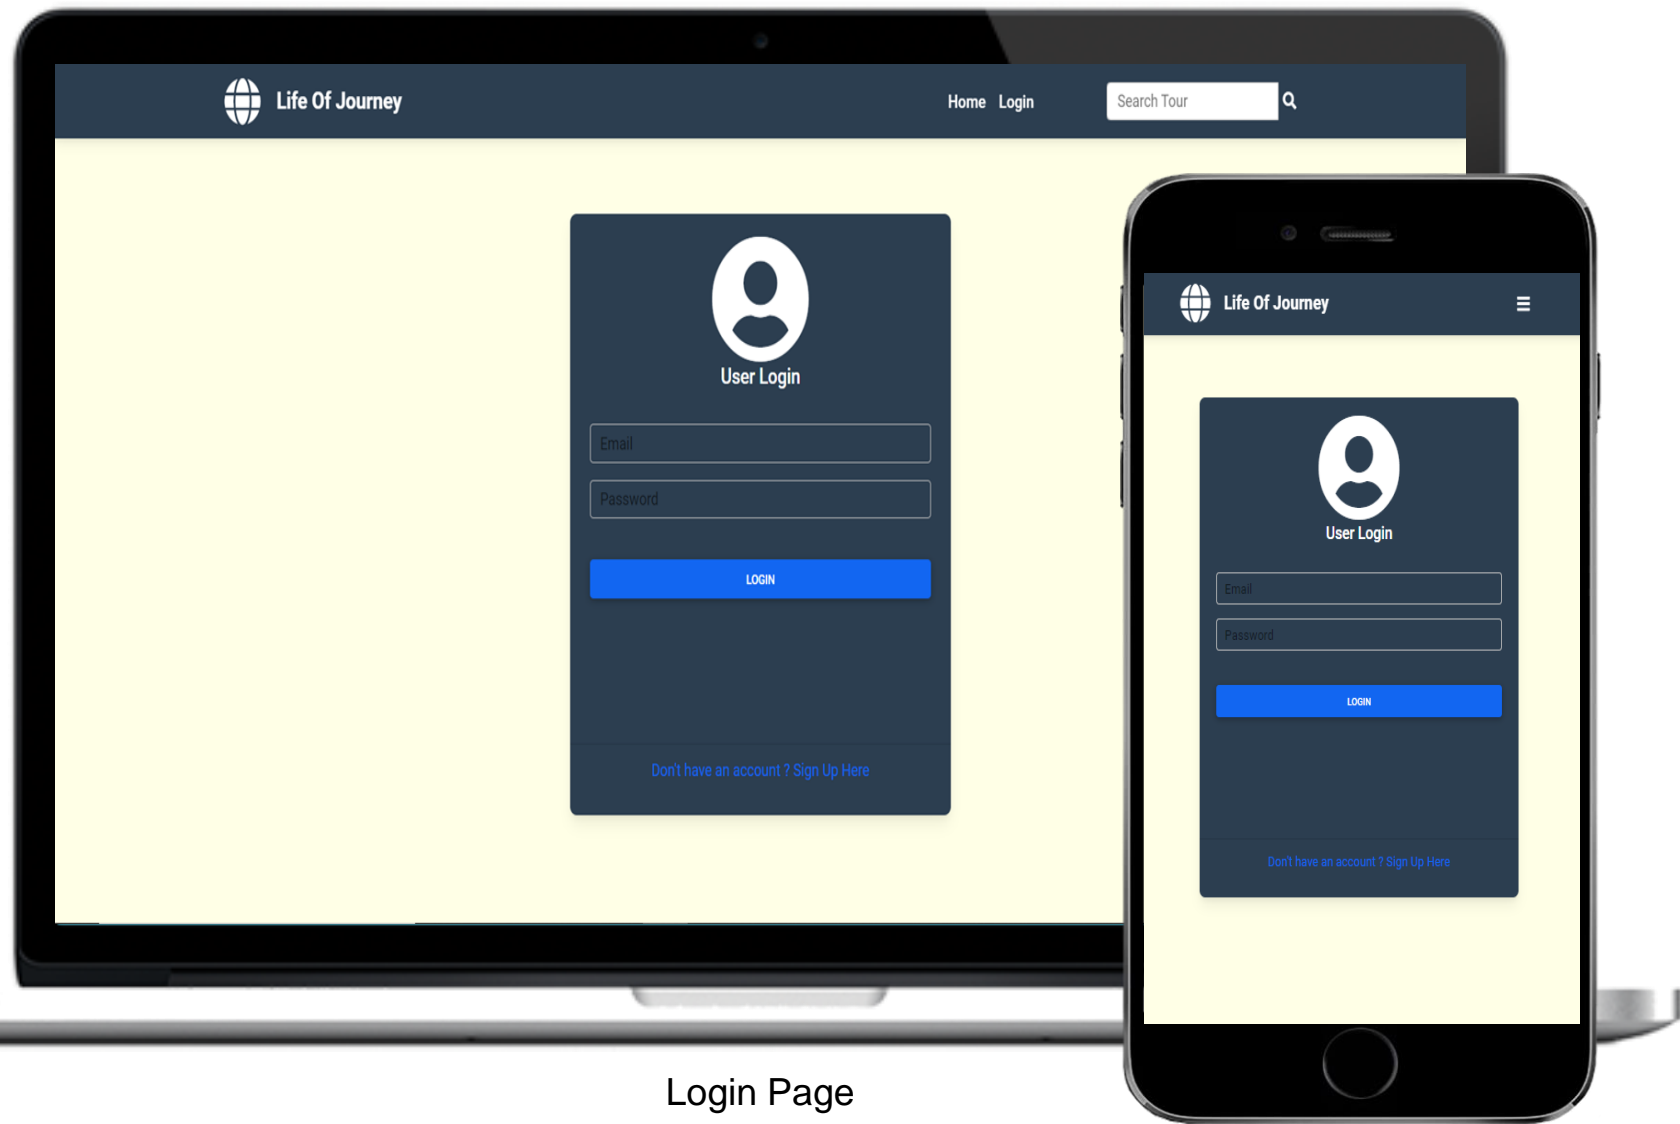 Life Of Journey
Home Login
Search Tour
User Login
Email
Password
LOGIN
Don't have an account ? Sign Up Here
Life Of Journey
User Login
Email
Password
LOGIN
Don't have an account ? Sign Up Here
Login Page